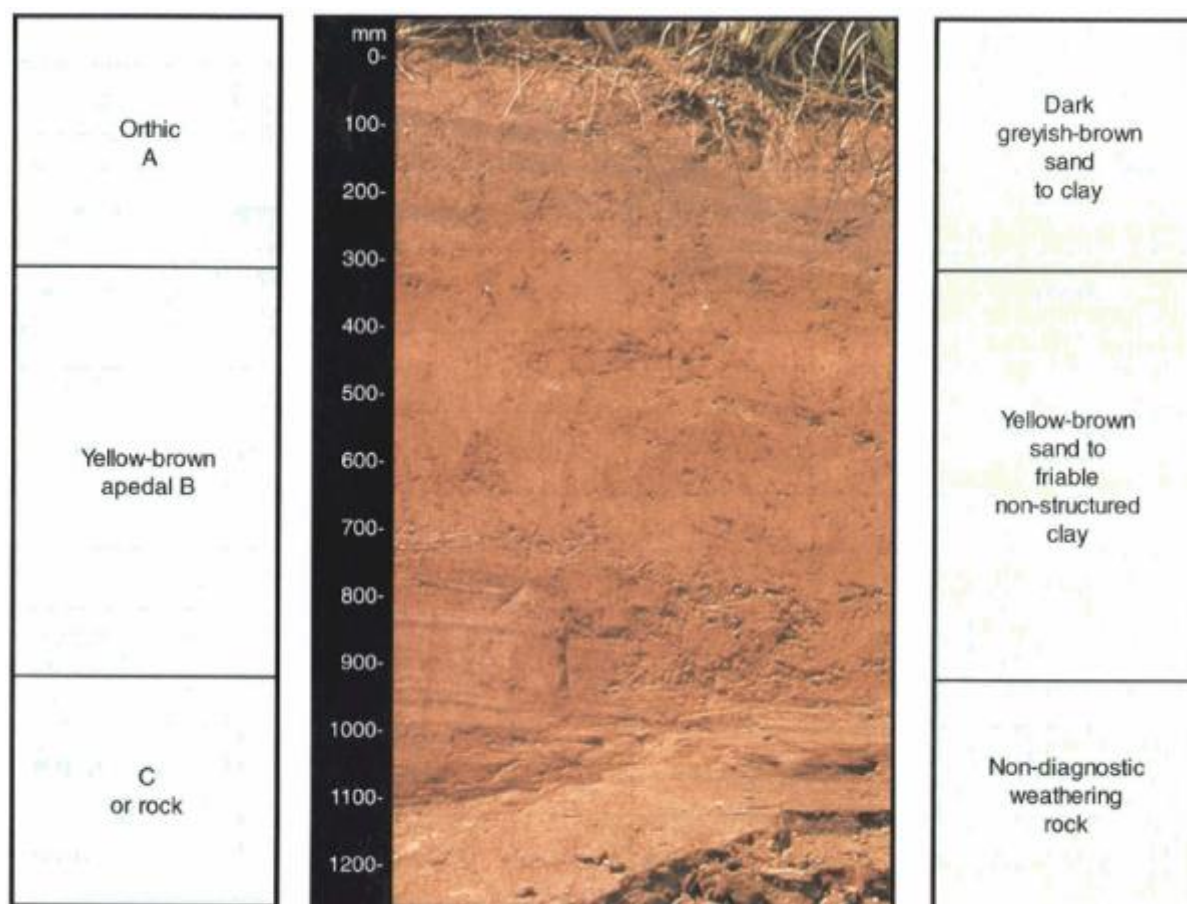 Orthic
A
Yellow-brown
apedal B
C
or rock
mm
0-
100-
200-
300-
400-
500-
600-
700-
800-
900-
1000-
1100-
1200-
Dark
greyish-brown
sand
to clay
Yellow-brown
sand to
friable
non-structured
clay
Non-diagnostic
weathering
rock